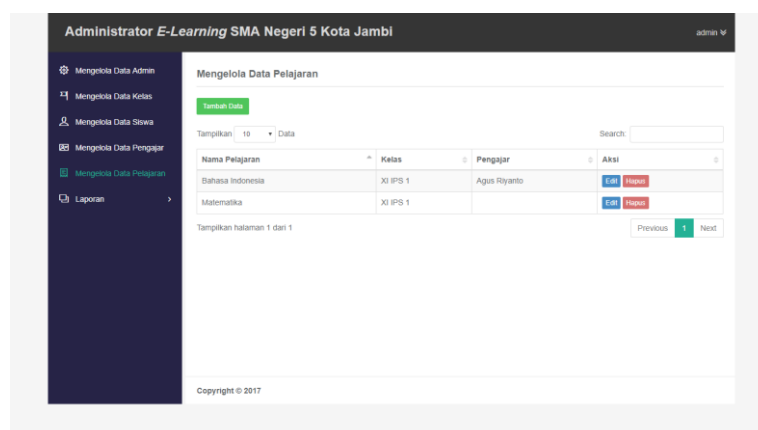 Administrator E-Learning SMA Negeri 5 Kota Jambi
admin
Mengelola Data Admin
Mengelola Data Kelas
Mengelola Data Siswa
Mengelola Data Pengajar
Mengelola Data Pelajaran
Laporan
Mengelola Data Pelajaran
Tambah Data
Tampilkan 10 Data Search:
Nama Pelajaran Kelas Pengajar Aksi
Bahasa Indonesia XI IPS 1 Agus Riyanto Edit Hapus
Matematika XI IPS 1 Edit Hapus
Tampilkan halaman 1 dari 1 Previous 1 Next
Copyright © 2017